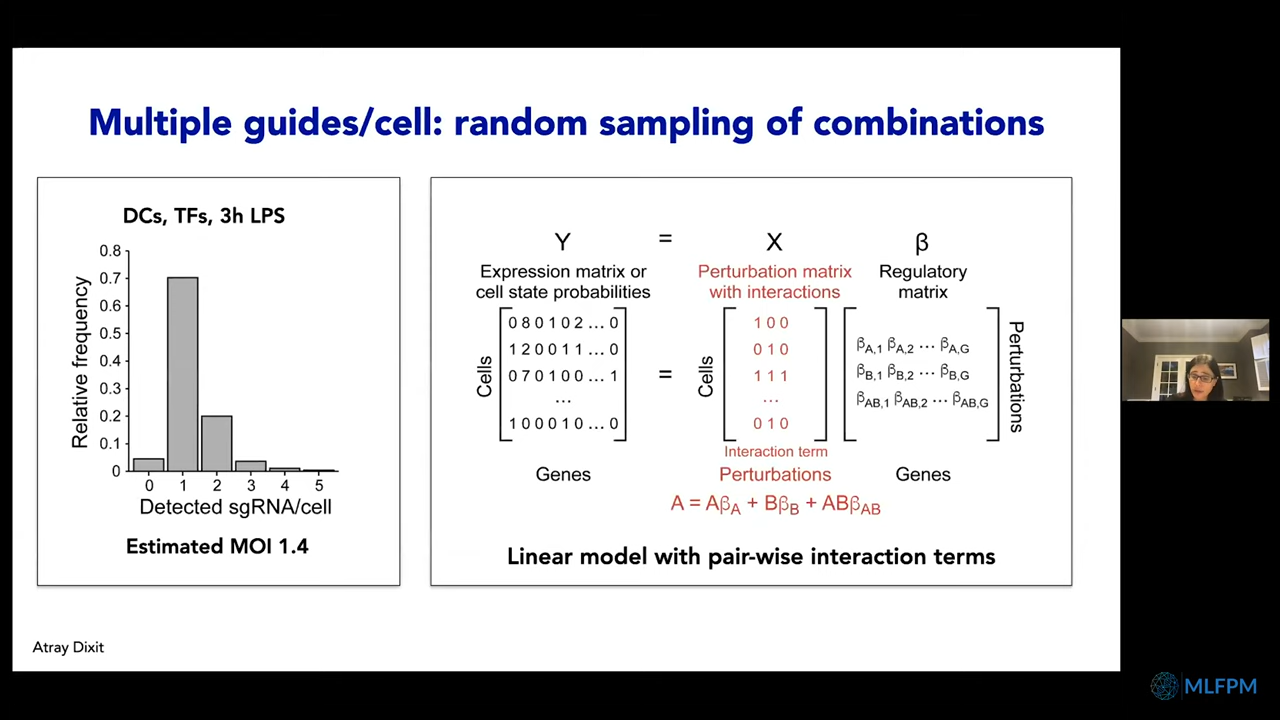 Multiple guides/cell: random sampling of combinations
DCs, TFs, 3h LPS
Relative frequency
0.8
0.7
0.6
0.5
0.4
0.3
0.2
0.1
0
0 1 2 3 4 5
Detected sgRNA/cell
Estimated MOI 1.4
Y = X β
Expression matrix or
cell state probabilities
Perturbation matrix
with interactions
Regulatory
matrix
Cells
0 8 0 1 0 2 ... 0
1 2 0 0 1 1 ... 0
0 7 0 1 0 0 ... 1
...
1 0 0 0 1 0 ... 0
Genes
=
Cells
1 0 0
0 1 0
1 1 1
...
0 1 0
Interaction term
Perturbations
βA,1 βA,2 ... βA,G
βB,1 βB,2 ... βB,G
βAB,1 βAB,2 ... βAB,G
Perturbations
Genes
A = AβA + BβB + ABβAB
Linear model with pair-wise interaction terms
Atray Dixit
MLFPM